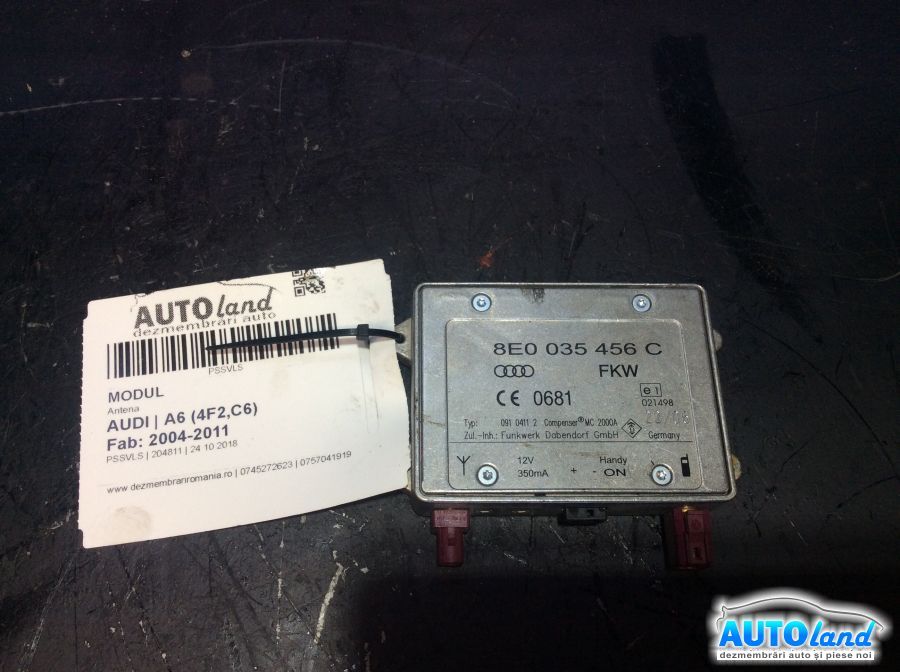 AUTOland
dezmembrări auto
PSSVLS
MODUL
Antena
AUDI | A6 (4F2,C6)
Fab: 2004-2011
PSSVLS | 204811 | 24 10 2018
www.dezmembrariromania.ro | 0745272623 | 0757041919
8E0 035 456 C
FKW
CE 0681
e1
021498
Typ: 091 0411 2 Compenser® MC 2000A
Zul.-Inh.: Funkwerk Dabendorf GmbH Germany
12V Handy
350mA + - ON
AUTOland
dezmembrări auto și piese noi